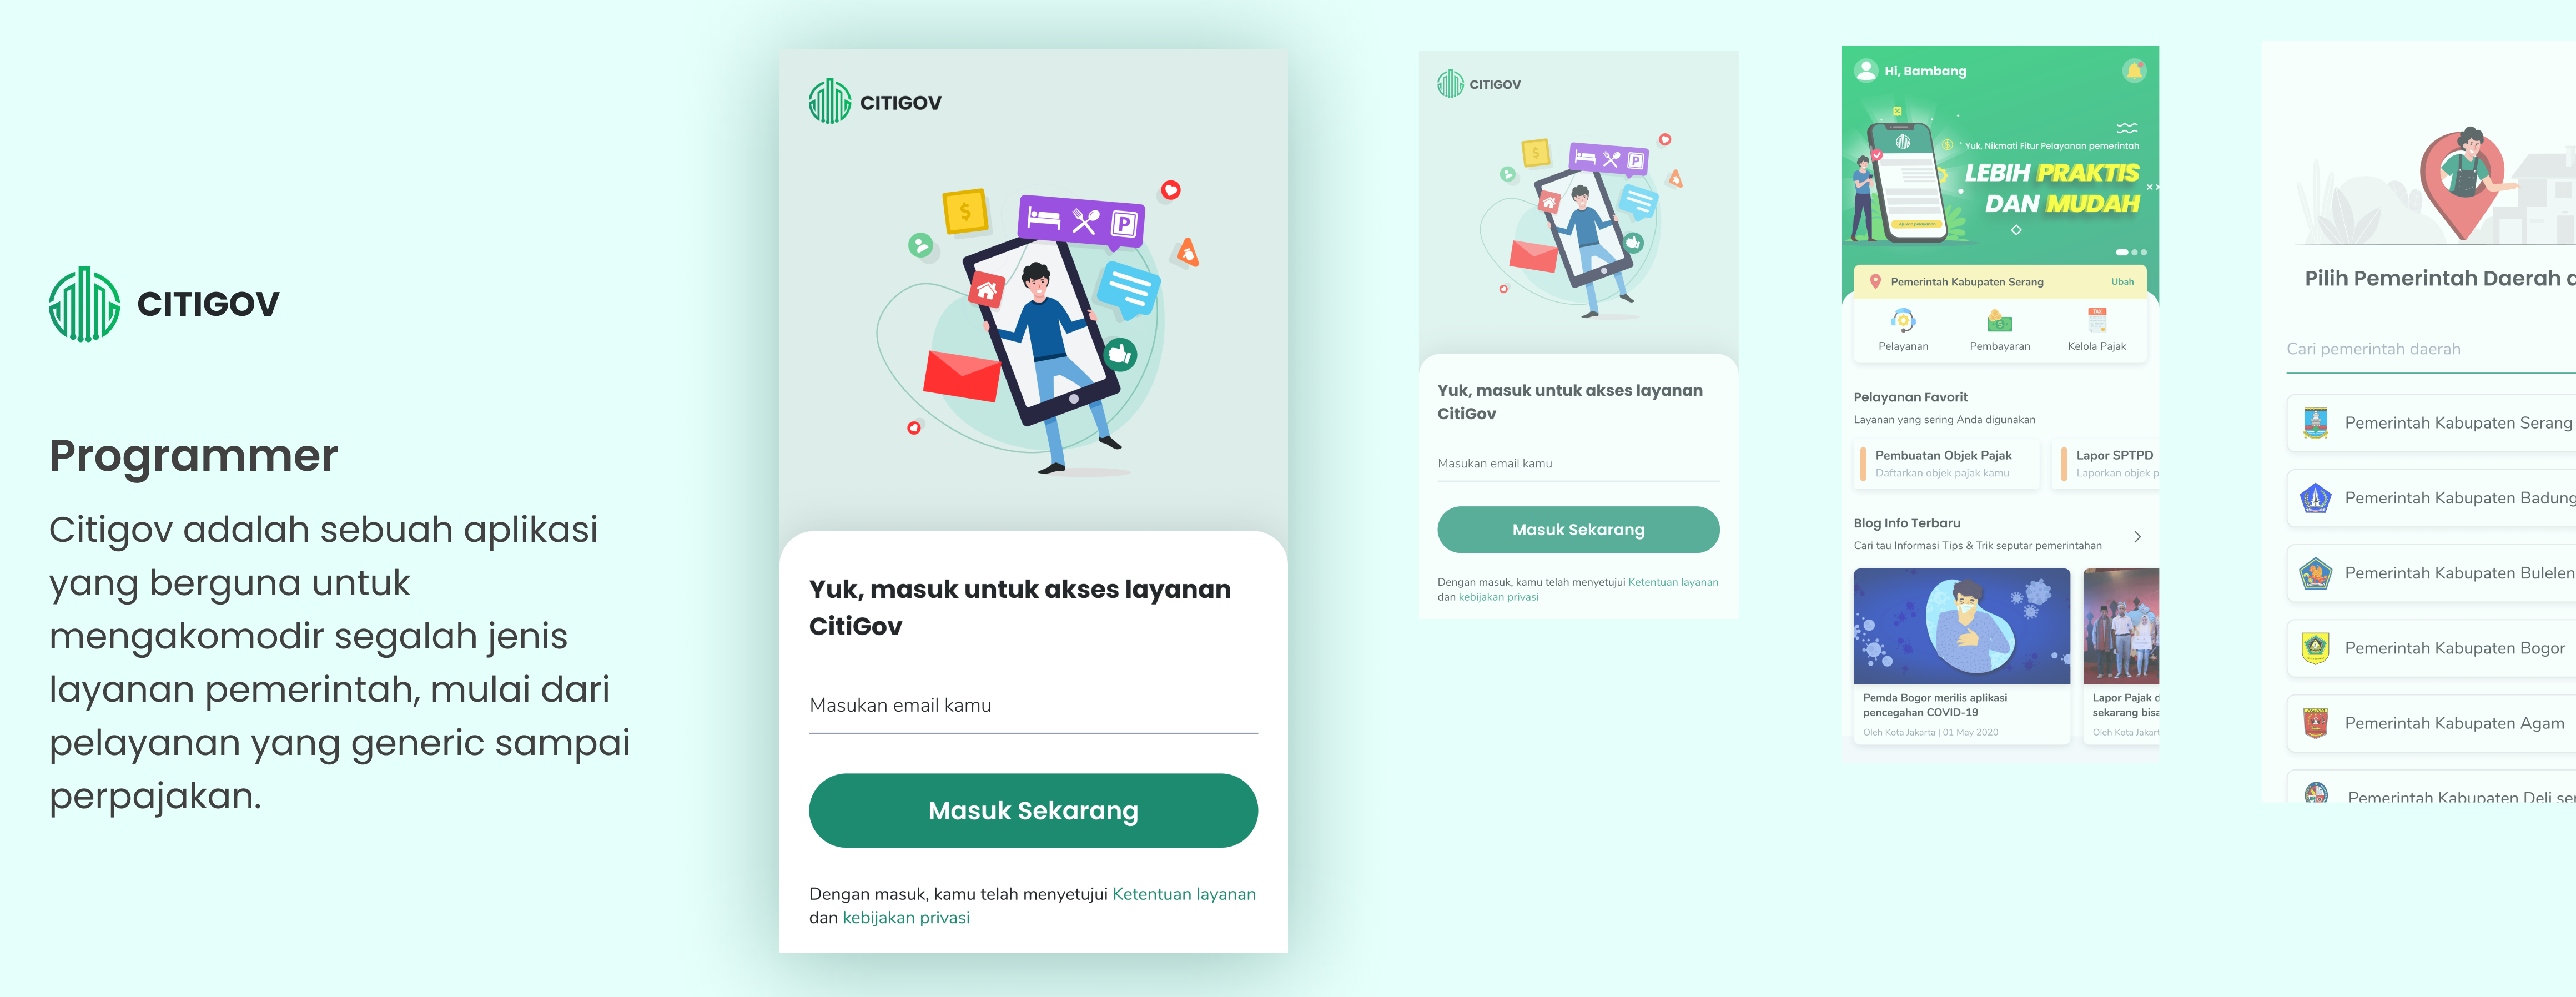 CITIGOV
Programmer
Citigov adalah sebuah aplikasi
yang berguna untuk
mengakomodir segalah jenis
layanan pemerintah, mulai dari
pelayanan yang generic sampai
perpajakan.
CITIGOV
$
P
Yuk, masuk untuk akses layanan
CitiGov
Masukan email kamu
Masuk Sekarang
Dengan masuk, kamu telah menyetujui Ketentuan layanan
dan kebijakan privasi
CITIGOV
$
P
Yuk, masuk untuk akses layanan
CitiGov
Masukan email kamu
Masuk Sekarang
Dengan masuk, kamu telah menyetujui Ketentuan layanan
dan kebijakan privasi
Hi, Bambang
Yuk, Nikmati Fitur Pelayanan pemerintah
LEBIH PRAKTIS
DAN MUDAH
Pemerintah Kabupaten Serang
Ubah
TAX
Pelayanan
Pembayaran
Kelola Pajak
Pelayanan Favorit
Layanan yang sering Anda digunakan
Pembuatan Objek Pajak
Daftarkan objek pajak kamu
Lapor SPTPD
Laporkan objek p
Blog Info Terbaru
Cari tau Informasi Tips & Trik seputar pemerintahan
Pemda Bogor merilis aplikasi
pencegahan COVID-19
Oleh Kota Jakarta | 01 May 2020
Lapor Pajak d
sekarang bisa
Oleh Kota Jakart
Pilih Pemerintah Daerah d
Cari pemerintah daerah
Pemerintah Kabupaten Serang
Pemerintah Kabupaten Badung
Pemerintah Kabupaten Bulelen
Pemerintah Kabupaten Bogor
AGAM
Pemerintah Kabupaten Agam
Pemerintah Kabupaten Deli ser